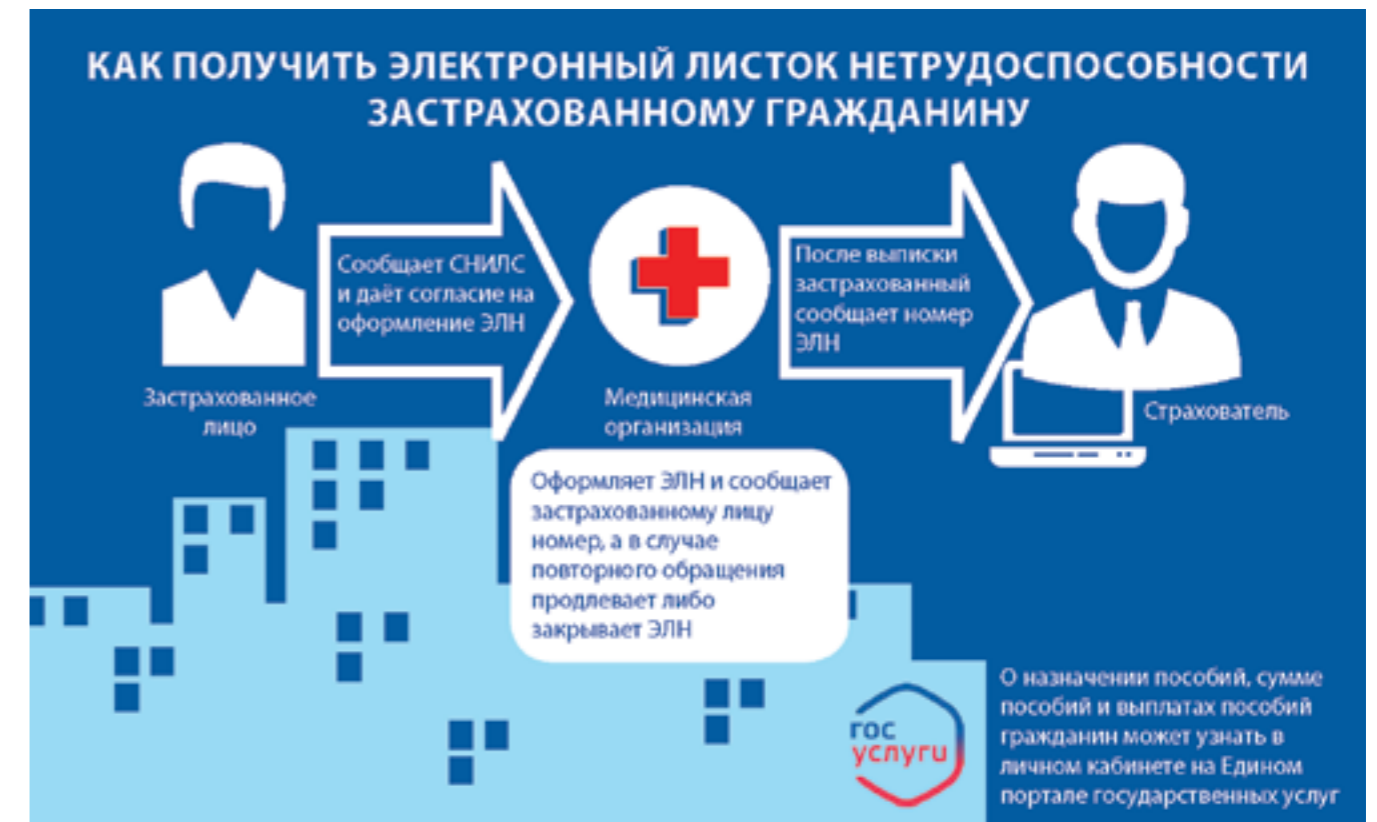 КАК ПОЛУЧИТЬ ЭЛЕКТРОННЫЙ ЛИСТОК НЕТРУДОСПОСОБНОСТИ
ЗАСТРАХОВАННОМУ ГРАЖДАНИНУ
Сообщает СНИЛС
и даёт согласие на
оформление ЭЛН
После выписки
застрахованный
сообщает номер
ЭЛН
Застрахованное
лицо
Медицинская
организация
Страхователь
Оформляет ЭЛН и сообщает
застрахованному лицу
номер, а в случае
повторного обращения
продлевает либо
закрывает ЭЛН
гос
услуги
О назначении пособий, сумме
пособий и выплатах пособий
гражданин может узнать в
личном кабинете на Едином
портале государственных услуг